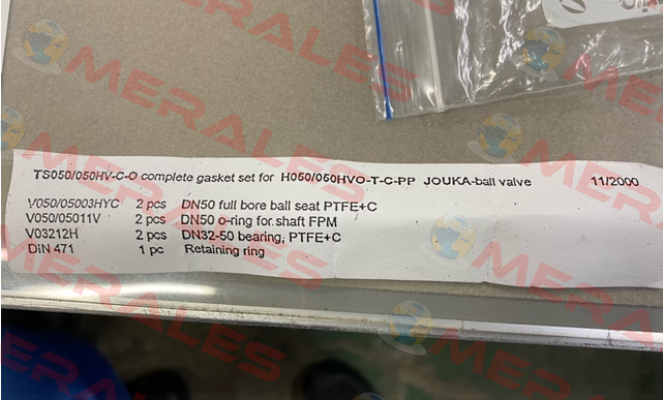 TS050/050HV-C-O complete gasket set for H050/050HVO-T-C-PP JOUKA-ball valve 11/2000
V050/05003HYC 2 pcs DN50 full bore ball seat PTFE+C
V050/05011V 2 pcs DN50 o-ring for shaft FPM
V03212H 2 pcs DN32-50 bearing, PTFE+C
DIN 471 1 pc Retaining ring
MERALES
MERALES
MERALES
MERALES
MERALES